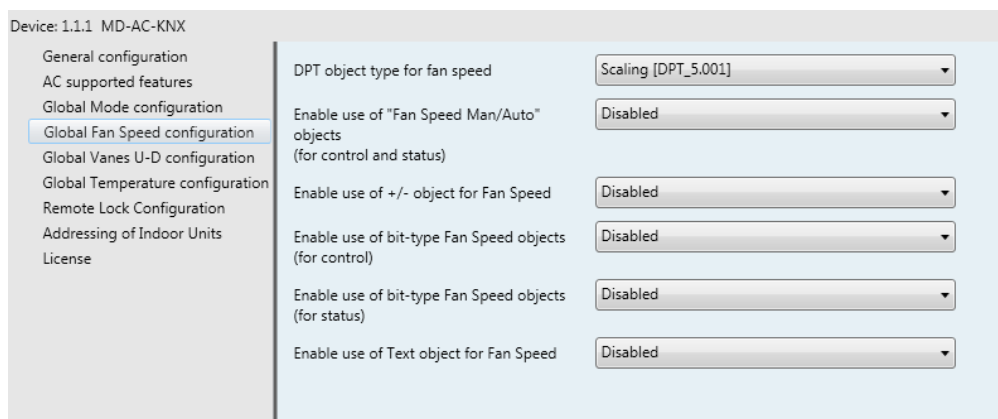 Device: 1.1.1 MD-AC-KNX
General configuration
AC supported features
Global Mode configuration
Global Fan Speed configuration
Global Vanes U-D configuration
Global Temperature configuration
Remote Lock Configuration
Addressing of Indoor Units
License
DPT object type for fan speed
Scaling [DPT_5.001]
Enable use of "Fan Speed Man/Auto"
objects
(for control and status)
Disabled
Enable use of +/- object for Fan Speed
Disabled
Enable use of bit-type Fan Speed objects
(for control)
Disabled
Enable use of bit-type Fan Speed objects
(for status)
Disabled
Enable use of Text object for Fan Speed
Disabled